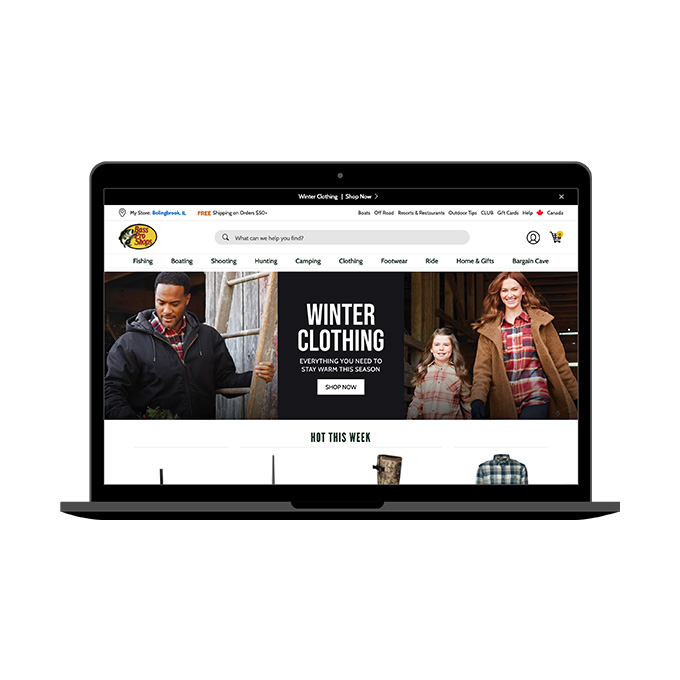 Winter Clothing | Shop Now >
My Store: Bolingbrook, IL FREE Shipping on Orders $50+ Boats Off Road Resorts & Restaurants Outdoor Tips CLUB Gift Cards Help Canada
Bass
Pro
Shops
What can we help you find?
Fishing Boating Shooting Hunting Camping Clothing Footwear Ride Home & Gifts Bargain Cave
WINTER
CLOTHING
EVERYTHING YOU NEED TO
STAY WARM THIS SEASON
SHOP NOW
HOT THIS WEEK